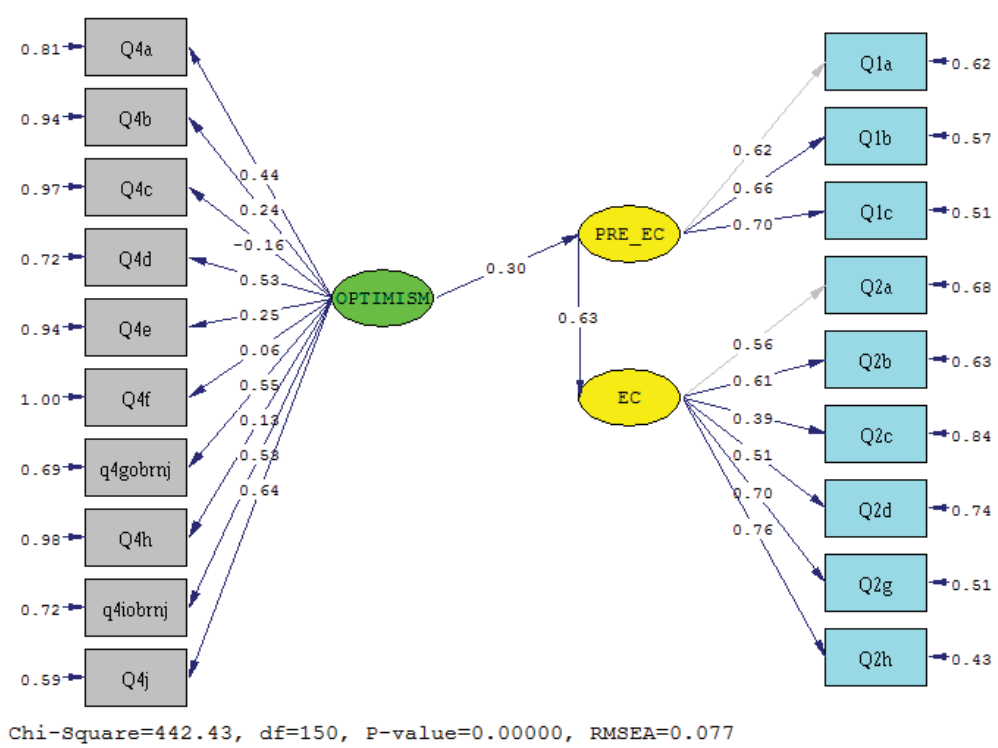 0.81 Q4a
0.94 Q4b
0.97 Q4c
0.72 Q4d
0.94 Q4e
1.00 Q4f
0.69 q4gobrnj
0.98 Q4h
0.72 q4iobrnj
0.59 Q4j
0.44
0.24
-0.16
0.53
0.25
0.06
0.55
0.13
0.53
0.64
OPTIMISM
0.30
PRE_EC
0.63
EC
0.62
0.66
0.70
0.56
0.61
0.39
0.51
0.70
0.76
Q1a 0.62
Q1b 0.57
Q1c 0.51
Q2a 0.68
Q2b 0.63
Q2c 0.84
Q2d 0.74
Q2g 0.51
Q2h 0.43
Chi-Square=442.43, df=150, P-value=0.00000, RMSEA=0.077